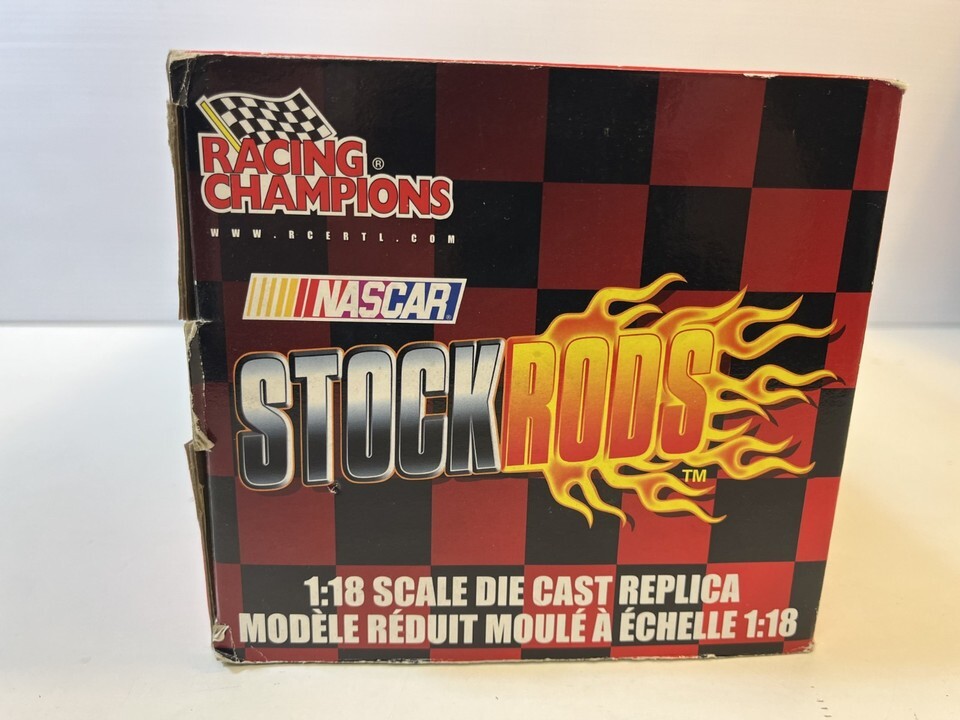 RACING ®
CHAMPIONS
WWW.RCERTL.COM
NASCAR®
STOCKRODS
TM
1:18 SCALE DIE CAST REPLICA
MODÈLE RÉDUIT MOULÉ À ÉCHELLE 1:18